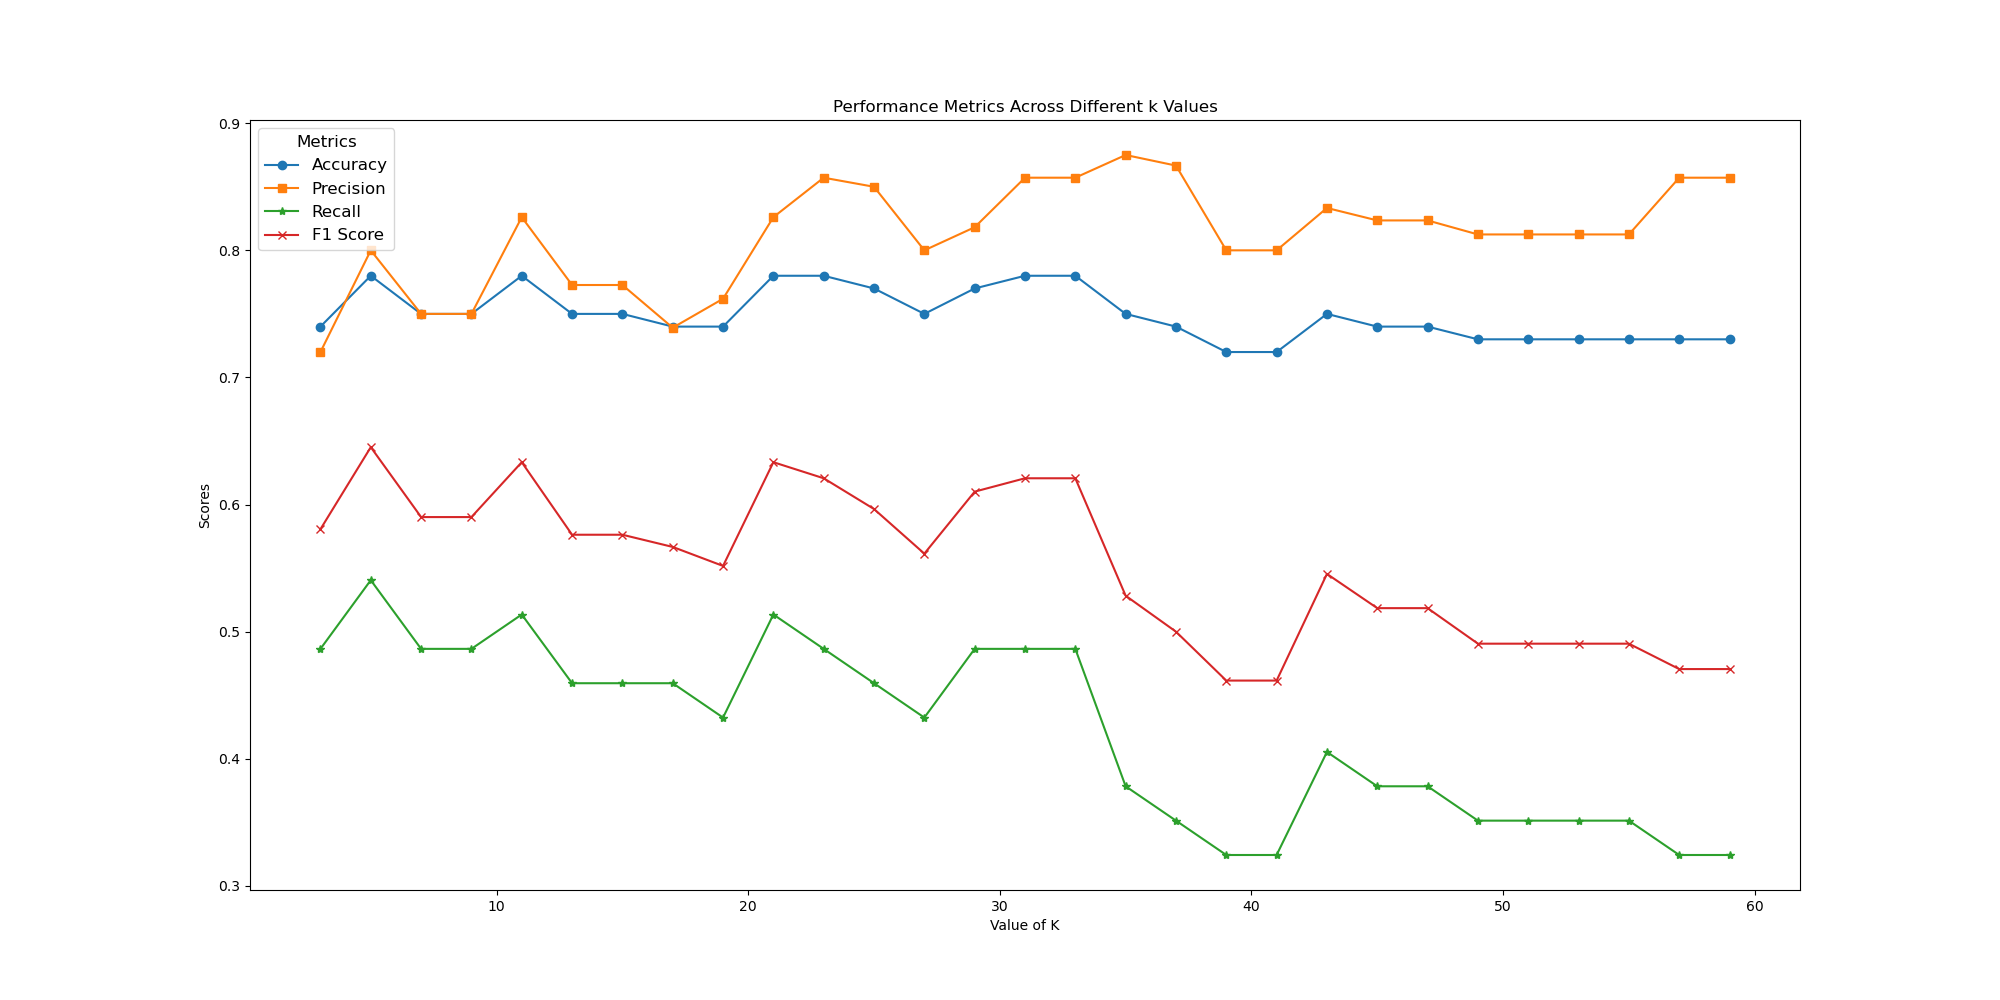 Performance Metrics Across Different k Values
Metrics
Accuracy
Precision
Recall
F1 Score
0.9
0.8
0.7
0.6
0.5
0.4
0.3
Scores
10 20 30 40 50 60
Value of K